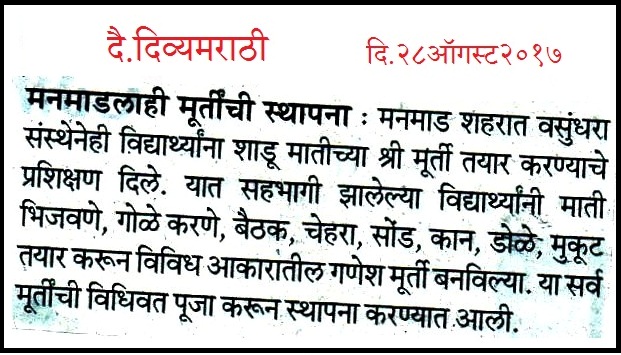 दै.दिव्यमराठी दि.२८ऑगस्ट२०१७
मनमाडलाही मूर्तींची स्थापना : मनमाड शहरात वसुंधरा
संस्थेनेही विद्यार्थ्यांना शाडू मातीच्या श्री मूर्ती तयार करण्याचे
प्रशिक्षण दिले. यात सहभागी झालेल्या विद्यार्थ्यांनी माती
भिजवणे, गोळे करणे, बैठक, चेहरा, सोंड, कान, डोळे, मुकूट
तयार करून विविध आकारातील गणेश मूर्ती बनविल्या. या सर्व
मूर्तींची विधिवत पूजा करून स्थापना करण्यात आली.